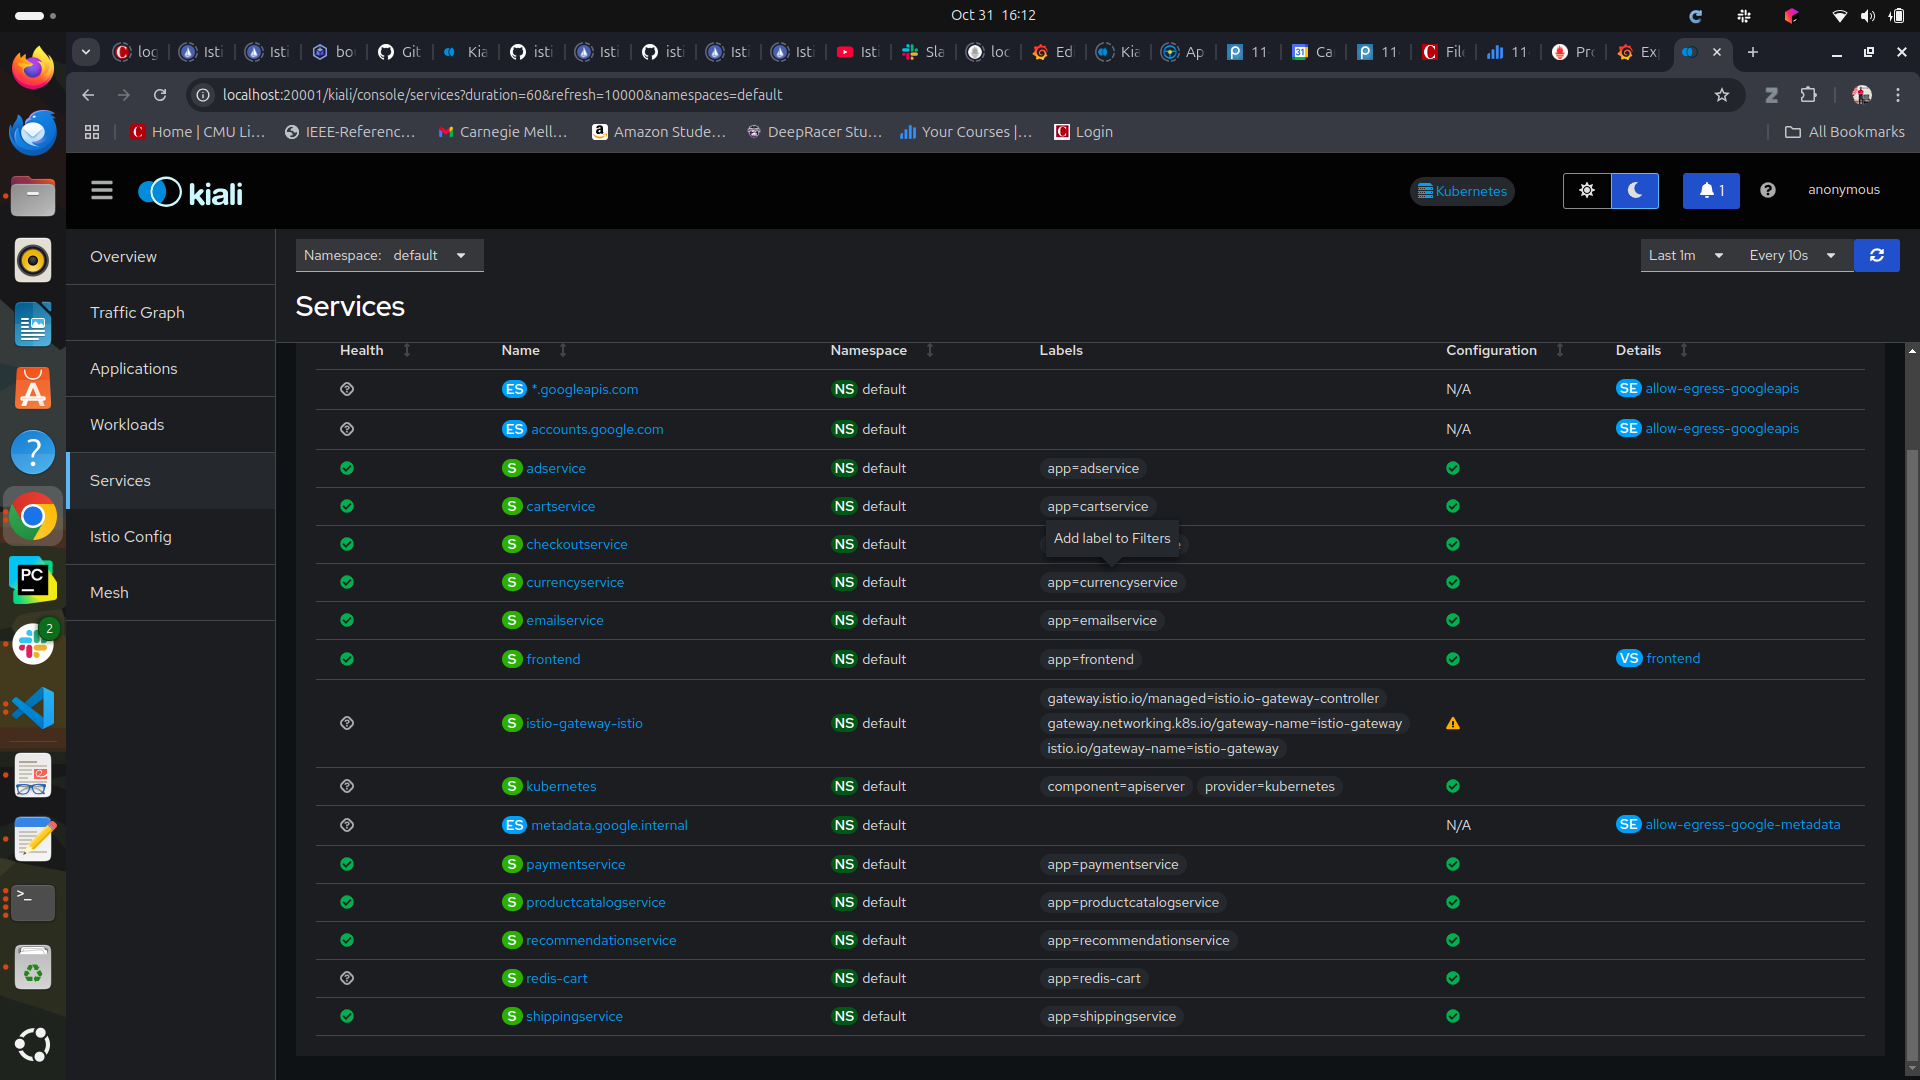 Oct 31 16:12
log
Isti
Isti
bo
Git
Kia
isti
Isti
isti
Isti
Isti
Isti
Sla
loc
Edi
Kia
Ap
11-
Ca
11-
File
11-
Pro
Exp
localhost:20001/kiali/console/services?duration=60&refresh=10000&namespaces=default
Home | CMU Li...
IEEE-Referenc...
Carnegie Mell...
Amazon Stude...
DeepRacer Stu...
Your Courses |...
Login
All Bookmarks
kiali
Kubernetes
1
anonymous
Overview
Traffic Graph
Applications
Workloads
Services
Istio Config
Mesh
Namespace: default
Last 1m
Every 10s
Services
Health Name Namespace Labels Configuration Details
ES *.googleapis.com NS default N/A SE allow-egress-googleapis
ES accounts.google.com NS default N/A SE allow-egress-googleapis
S adservice NS default app=adservice
S cartservice NS default app=cartservice
Add label to Filters
S checkoutservice NS default
S currencyservice NS default app=currencyservice
S emailservice NS default app=emailservice
S frontend NS default app=frontend VS frontend
gateway.istio.io/managed=istio.io-gateway-controller
S istio-gateway-istio NS default gateway.networking.k8s.io/gateway-name=istio-gateway
istio.io/gateway-name=istio-gateway
S kubernetes NS default component=apiserver provider=kubernetes
ES metadata.google.internal NS default N/A SE allow-egress-google-metadata
S paymentservice NS default app=paymentservice
S productcatalogservice NS default app=productcatalogservice
S recommendationservice NS default app=recommendationservice
S redis-cart NS default app=redis-cart
S shippingservice NS default app=shippingservice
PC
2